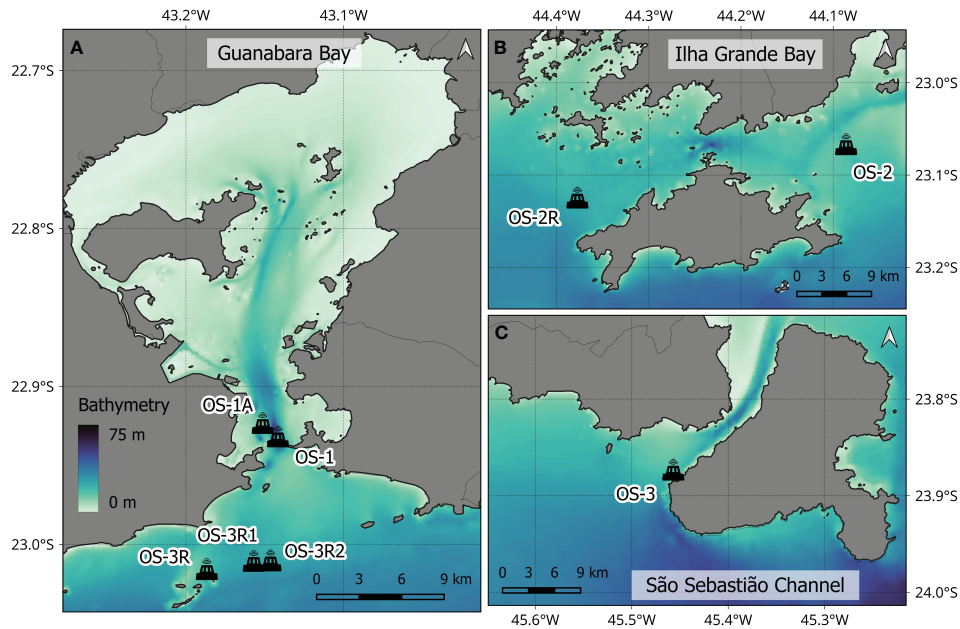 43.2°W 43.1°W
44.4°W 44.3°W 44.2°W 44.1°W
A
Guanabara Bay
22.7°S
22.8°S
22.9°S
23.0°S
Bathymetry
75 m
0 m
OS-1A
OS-1
OS-3R1
OS-3R
OS-3R2
0 3 6 9 km
B
Ilha Grande Bay
23.0°S
23.1°S
23.2°S
OS-2
OS-2R
0 3 6 9 km
C
23.8°S
23.9°S
24.0°S
OS-3
0 3 6 9 km
São Sebastião Channel
45.6°W 45.5°W 45.4°W 45.3°W